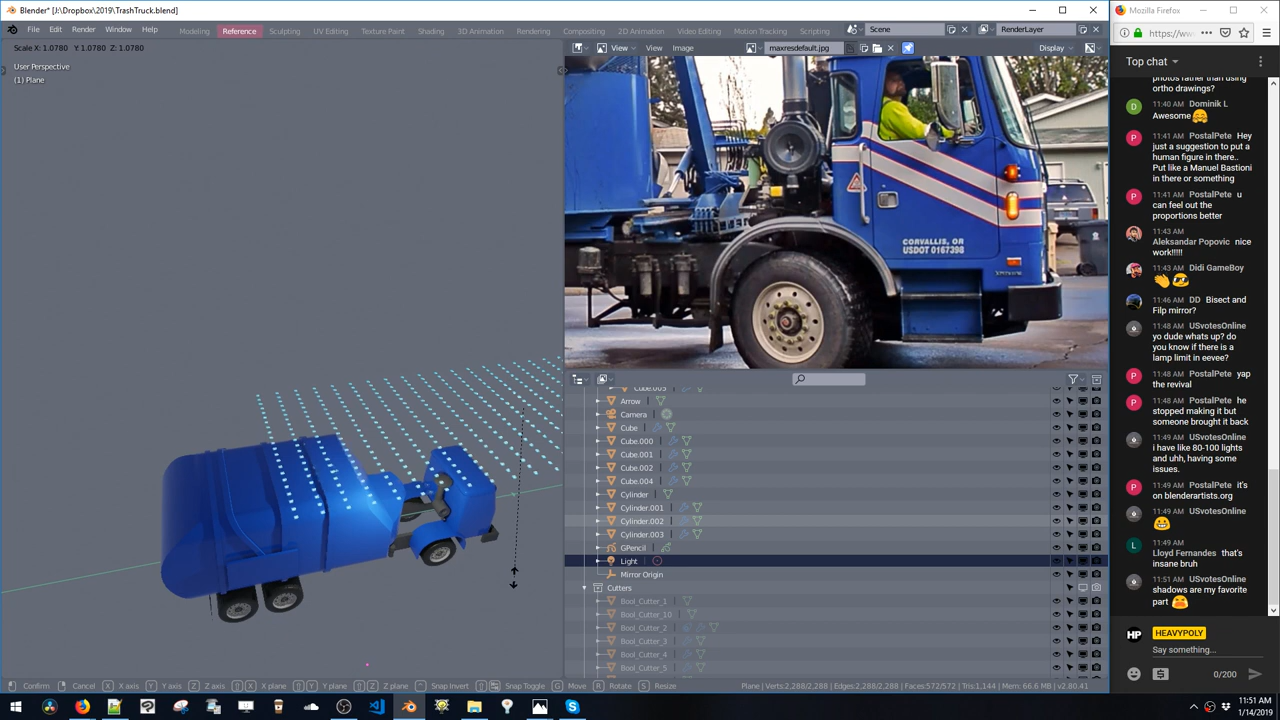 Blender* [J:\Dropbox\2019\TrashTruck.blend]
File Edit Render Window Help
Modeling Reference Sculpting UV Editing Texture Paint Shading Animation Rendering Compositing 2D Animation Video Editing Motion Tracking Scripting
Scene
RenderLayer
Scale X: 1.0780 Y: 1.0780 Z: 1.0780
User Perspective
(1) Plane
View View Image maxresdefault.jpg Display
CORVALLIS, OR
USDOT 0167398
Arrow
Camera
Cube
Cube.000
Cube.001
Cube.002
Cube.004
Cylinder
Cylinder.001
Cylinder.002
Cylinder.003
GPencil
Light
Mirror Origin
Cutters
Bool_Cutter_1
Bool_Cutter_10
Bool_Cutter_2
Bool_Cutter_3
Bool_Cutter_4
Bool_Cutter_5
Confirm Cancel X X axis Y Y axis Z Z axis X X plane Y Y plane Z Z plane Snap Invert Snap Toggle G Move R Rotate S Resize
Plane | Verts:2,288/2,288 | Edges:2,288/2,288 | Faces:572/572 | Tris:1,144 | Mem: 66.6 MB | v2.80.41
Mozilla Firefox
https://ww
Top chat
photos rather than using
ortho drawings?
D 11:40 AM Dominik L
Awesome
P 11:41 AM PostalPete Hey
just a suggestion to put a
human figure in there..
Put like a Manuel Bastioni
in there or something
P 11:41 AM PostalPete u
can feel out the
proportions better
11:43 AM
Aleksandar Popovic nice
work!!!!!
11:43 AM Didi GameBoy
11:46 AM DD Bisect and
Filp mirror?
11:48 AM USvotesOnline
yo dude whats up? do
you know if there is a
lamp limit in eevee?
P 11:48 AM PostalPete yap
the revival
P 11:48 AM PostalPete he
stopped making it but
someone brought it back
11:49 AM USvotesOnline
i have like 80-100 lights
and uhh, having some
issues.
P 11:49 AM PostalPete it's
on blenderartists.org
11:49 AM USvotesOnline
L 11:49 AM
Lloyd Fernandes that's
insane bruh
11:51 AM USvotesOnline
shadows are my favorite
part
HP HEAVYPOLY
Say something...
0/200
11:51 AM
1/14/2019